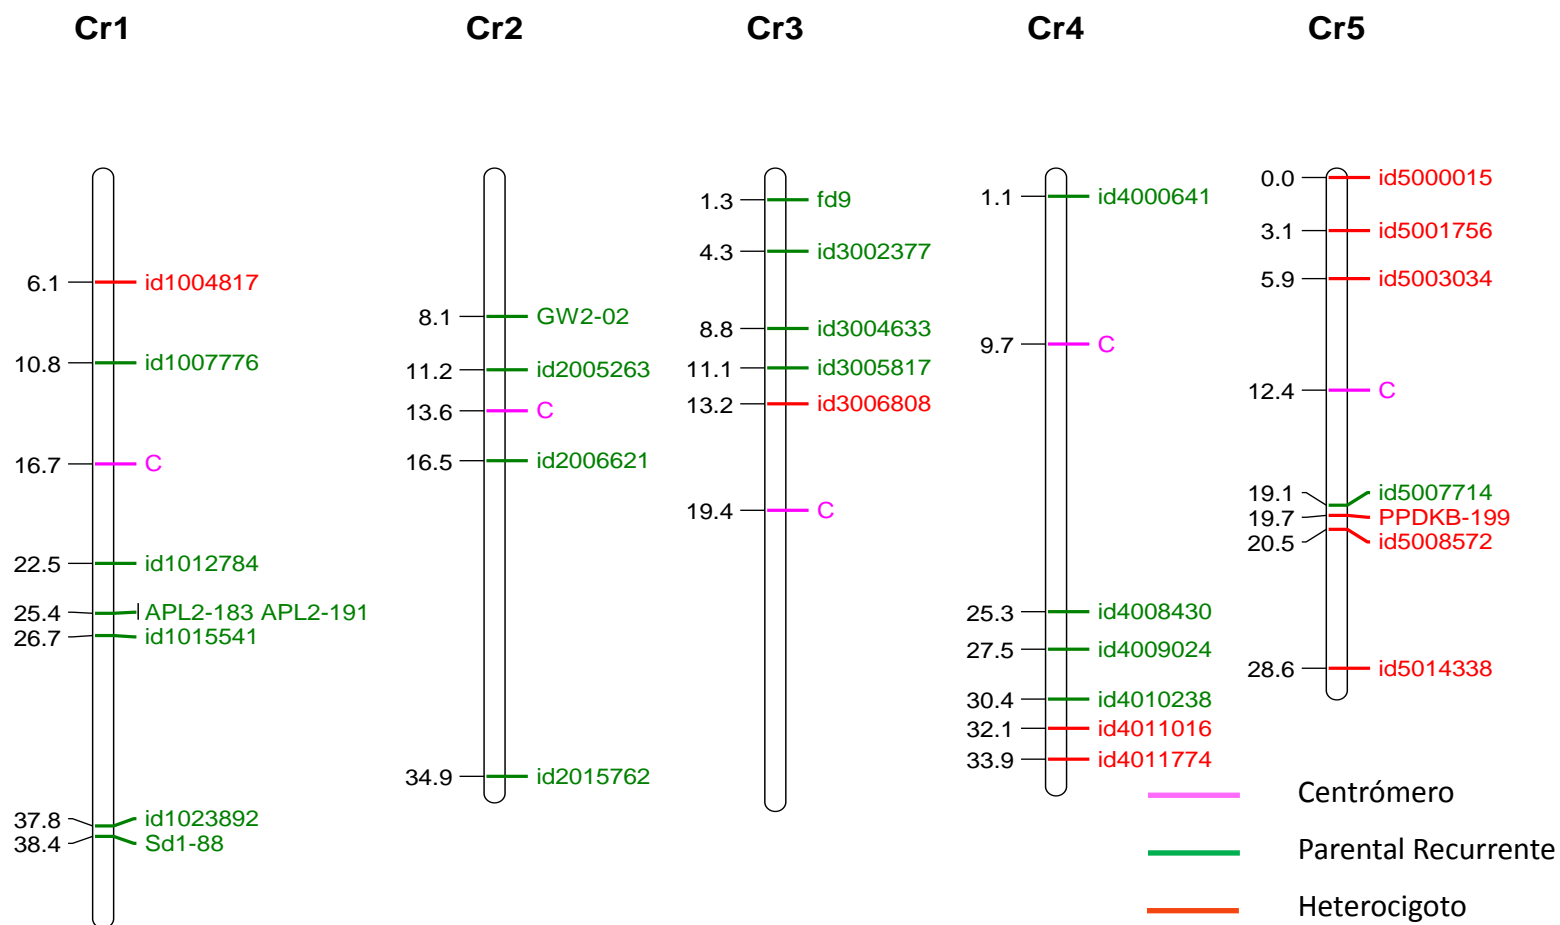 Cr1 Cr2 Cr3 Cr4 Cr5
6.1 id1004817
10.8 id1007776
16.7 C
22.5 id1012784
25.4 APL2-183 APL2-191
26.7 id1015541
37.8 id1023892
38.4 Sd1-88
8.1 GW2-02
11.2 id2005263
13.6 C
16.5 id2006621
34.9 id2015762
1.3 fd9
4.3 id3002377
8.8 id3004633
11.1 id3005817
13.2 id3006808
19.4 C
1.1 id4000641
9.7 C
25.3 id4008430
27.5 id4009024
30.4 id4010238
32.1 id4011016
33.9 id4011774
0.0 id5000015
3.1 id5001756
5.9 id5003034
12.4 C
19.1 id5007714
19.7 PPDKB-199
20.5 id5008572
28.6 id5014338
Centrómero
Parental Recurrente
Heterocigoto